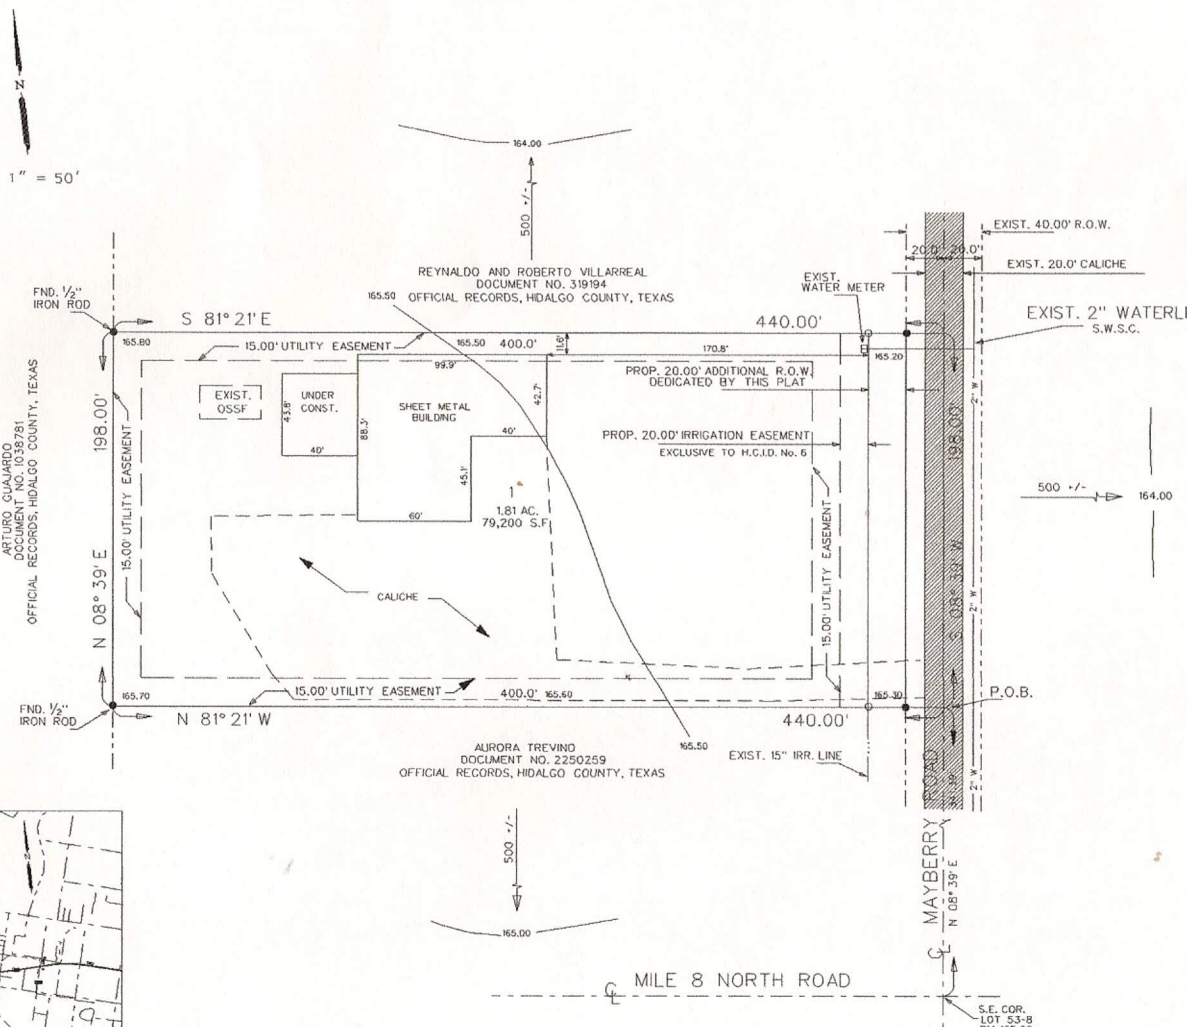 N
1" = 50'
164.00
500 +/-
REYNALDO AND ROBERTO VILLARREAL
DOCUMENT NO. 319194
OFFICIAL RECORDS, HIDALGO COUNTY, TEXAS
165.50
EXIST. 40.00' R.O.W.
20.0' 20.0'
EXIST. 20.0' CALICHE
EXIST.
WATER METER
EXIST. 2" WATERLI
S.W.S.C.
FND. 1/2"
IRON ROD
S 81° 21' E
440.00'
165.80
15.00' UTILITY EASEMENT
165.50
400.0'
11.6'
170.8'
165.20
99.9'
PROP. 20.00' ADDITIONAL R.O.W.
DEDICATED BY THIS PLAT
EXIST.
OSSF
UNDER
CONST.
43.8'
40'
88.3'
SHEET METAL
BUILDING
42.7'
40'
45.1'
60'
PROP. 20.00' IRRIGATION EASEMENT
EXCLUSIVE TO H.C.I.D. No. 6
1
1.81 AC.
79,200 S.F.
ARTURO GUAJARDO
DOCUMENT NO. 1038781
OFFICIAL RECORDS, HIDALGO COUNTY, TEXAS
198.00'
N 08° 39' E
15.00' UTILITY EASEMENT
CALICHE
15.00' UTILITY EASEMENT
198.00'
S 08° 39' W
2" W
2" W
2" W
500 +/-
164.00
15.00' UTILITY EASEMENT
400.0'
165.60
165.70
165.30
P.O.B.
FND. 1/2"
IRON ROD
N 81° 21' W
440.00'
165.50
EXIST. 15" IRR. LINE
AURORA TREVINO
DOCUMENT NO. 2250259
OFFICIAL RECORDS, HIDALGO COUNTY, TEXAS
500 +/-
165.00
MAYBERRY ROAD
N 08° 39' E
CL
CL MILE 8 NORTH ROAD
S.E. COR.
LOT 53-8